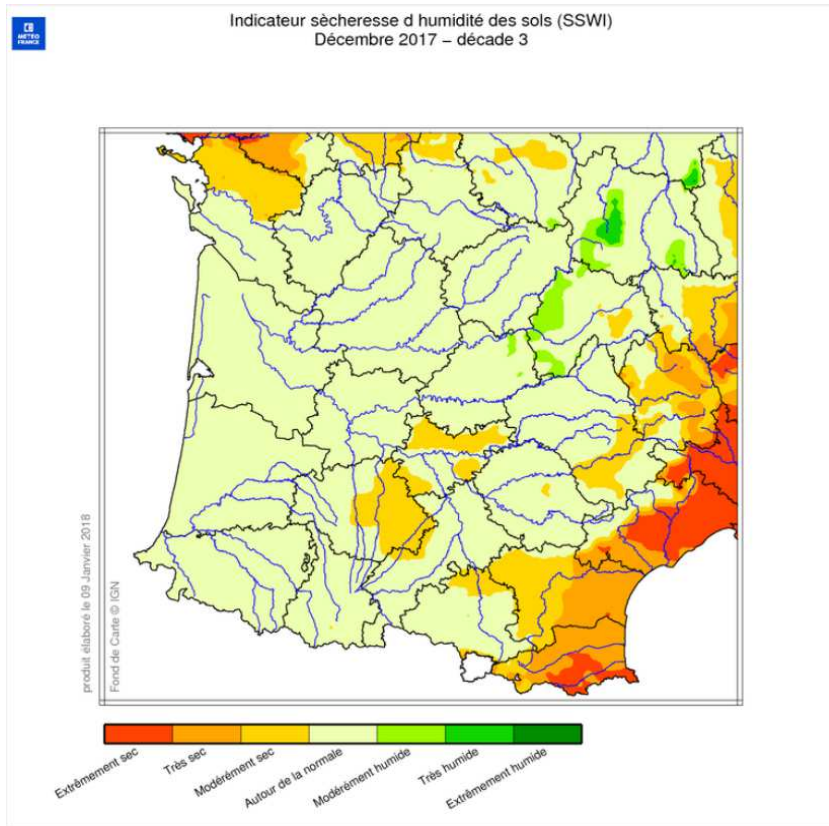 METEO
FRANCE
Indicateur sècheresse d humidité des sols (SSWI)
Décembre 2017 – décade 3
produit élaboré le 09 Janvier 2018
Fond de Carte © IGN
Extrêmement sec
Très sec
Modérément sec
Autour de la normale
Modérément humide
Très humide
Extrêmement humide